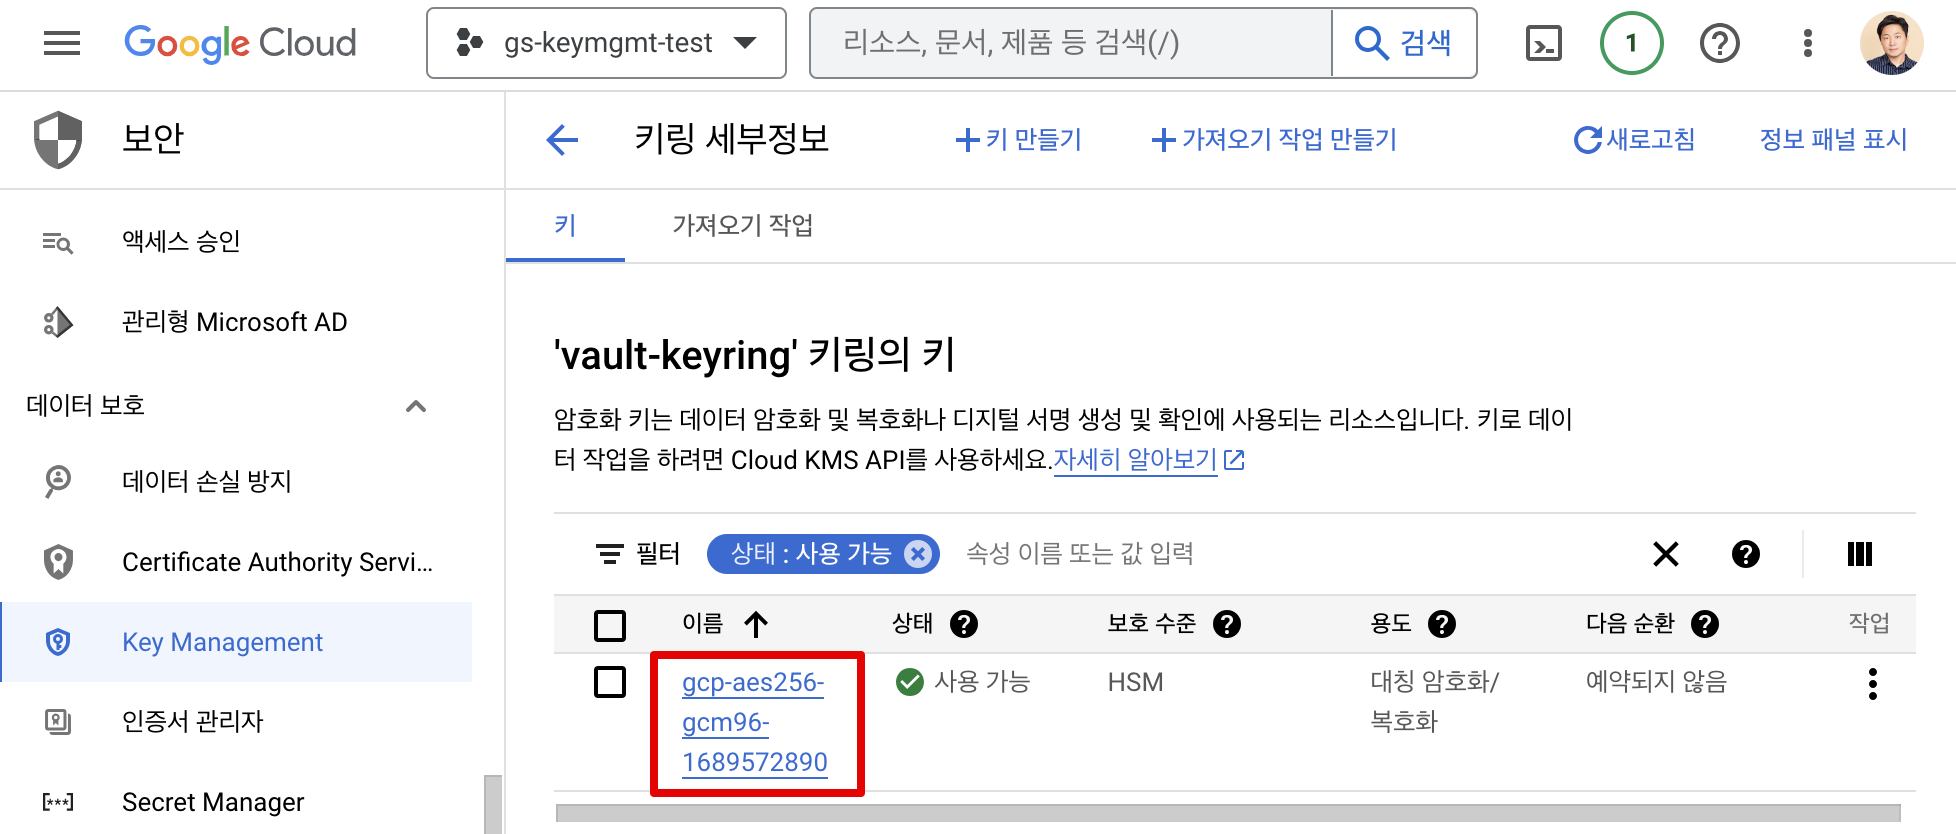 Google Cloud
gs-keymgmt-test
리소스, 문서, 제품 등 검색(/)
검색
1
보안
키링 세부정보
키 만들기
가져오기 작업 만들기
새로고침
정보 패널 표시
액세스 승인
관리형 Microsoft AD
데이터 보호
데이터 손실 방지
Certificate Authority Servi...
Key Management
인증서 관리자
Secret Manager
키
가져오기 작업
'vault-keyring' 키링의 키
암호화 키는 데이터 암호화 및 복호화나 디지털 서명 생성 및 확인에 사용되는 리소스입니다. 키로 데이
터 작업을 하려면 Cloud KMS API를 사용하세요.자세히 알아보기
필터
상태 : 사용 가능
속성 이름 또는 값 입력
이름
상태
보호 수준
용도
다음 순환
작업
gcp-aes256-
gcm96-
1689572890
사용 가능
HSM
대칭 암호화/
복호화
예약되지 않음